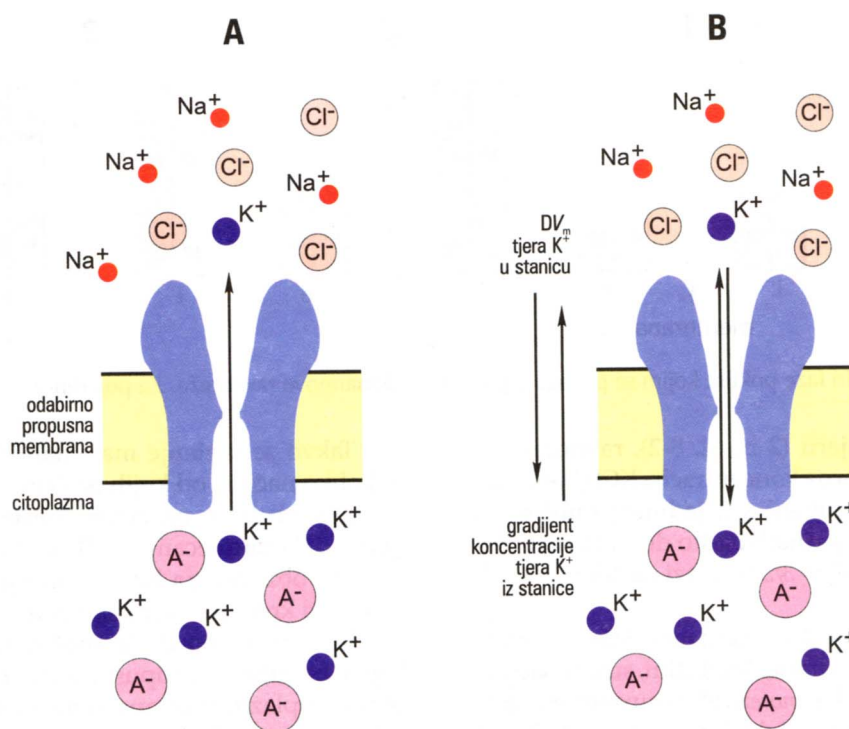 A
Na+
Cl-
Na+
Cl-
Na+
K+
Cl-
Cl-
Na+
odabirno
propusna
membrana
citoplazma
K+
K+
A-
A-
K+
K+
K+
A-
A-
B
Na+
Cl-
Na+
Cl-
Na+
K+
Cl-
Cl-
DVm
tjera K+
u stanicu
gradijent
koncentracije
tjera K+
iz stanice
K+
K+
A-
A-
K+
K+
K+
A-
A-